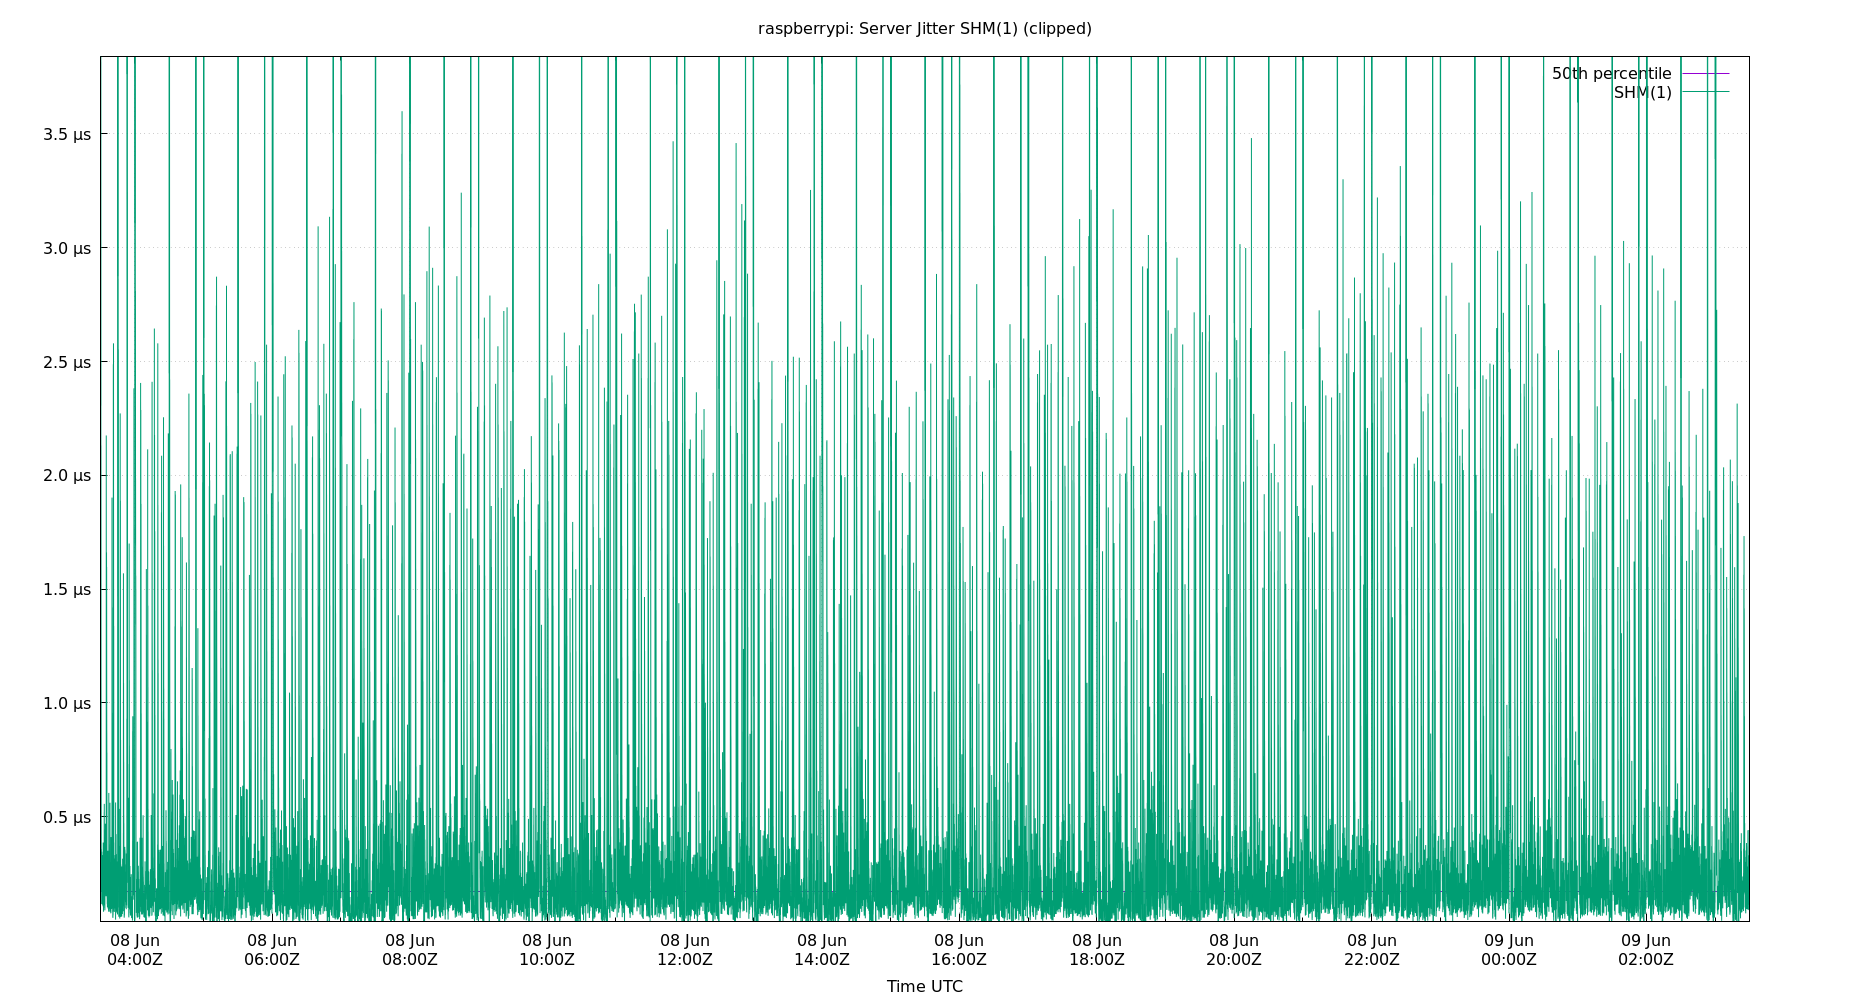 raspberrypi: Server Jitter SHM(1) (clipped)
50th percentile
SHM(1)
3.5 µs
3.0 µs
2.5 µs
2.0 µs
1.5 µs
1.0 µs
0.5 µs
08 Jun 08 Jun 08 Jun 08 Jun 08 Jun 08 Jun 08 Jun 08 Jun 08 Jun 08 Jun 09 Jun 09 Jun
04:00Z 06:00Z 08:00Z 10:00Z 12:00Z 14:00Z 16:00Z 18:00Z 20:00Z 22:00Z 00:00Z 02:00Z
Time UTC